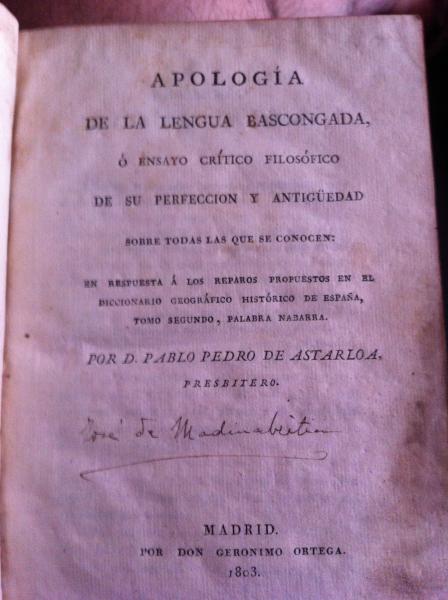 APOLOGÍA
DE LA LENGUA BASCONGADA,
Ó ENSAYO CRÍTICO FILOSÓFICO
DE SU PERFECCION Y ANTIGÜEDAD
SOBRE TODAS LAS QUE SE CONOCEN:
EN RESPUESTA Á LOS REPAROS PROPUESTOS EN EL
DICCIONARIO GEOGRÁFICO HISTÓRICO DE ESPAÑA,
TOMO SEGUNDO, PALABRA NABARRA.
POR D. PABLO PEDRO DE ASTARLOA,
PRESBITERO.
José de Madinabeitia
MADRID.
POR DON GERONIMO ORTEGA.
1803.